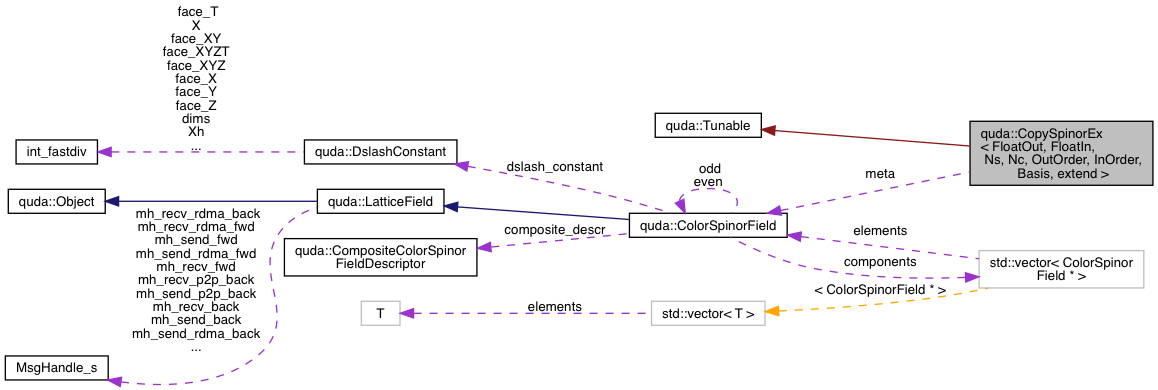 face_T
X
face_XY
face_XYZT
face_XYZ
face_X
face_Y
face_Z
dims
Xh
...
int_fastdiv
quda::DslashConstant
dslash_constant
quda::Tunable
quda::CopySpinorEx
< FloatOut, FloatIn,
Ns, Nc, OutOrder, InOrder,
Basis, extend >
meta
odd
even
quda::Object
quda::LatticeField
quda::ColorSpinorField
mh_recv_rdma_back
mh_recv_rdma_fwd
mh_send_fwd
mh_send_rdma_fwd
mh_recv_fwd
mh_recv_p2p_back
mh_send_p2p_back
mh_recv_back
mh_send_back
mh_send_rdma_back
...
composite_descr
quda::CompositeColorSpinor
FieldDescriptor
elements
components
std::vector< ColorSpinor
Field * >
< ColorSpinorField * >
T
elements
std::vector< T >
MsgHandle_s